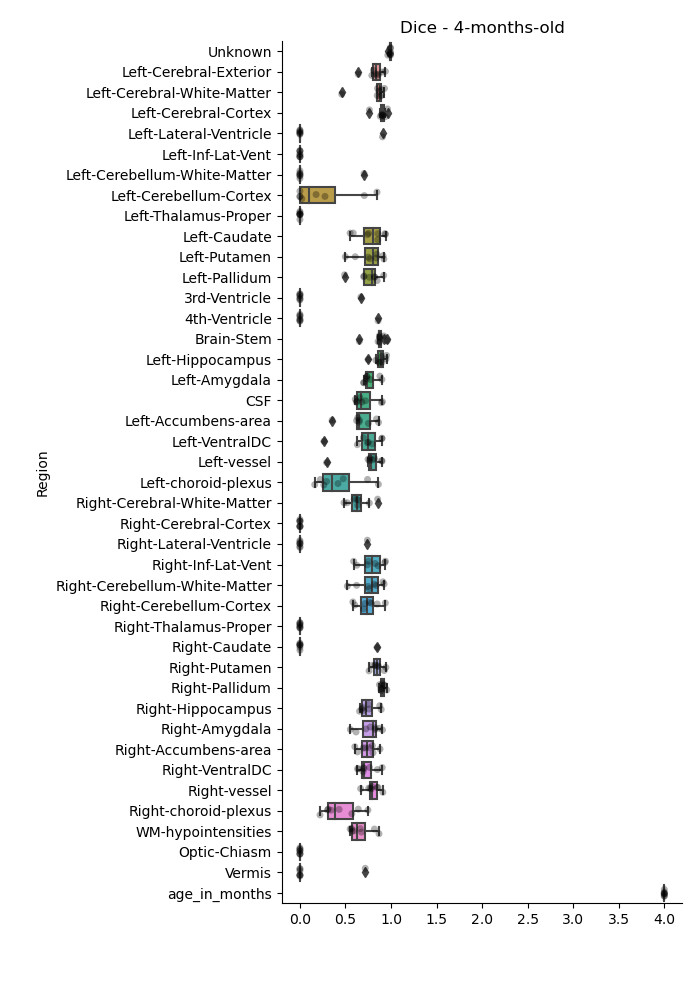 Dice - 4-months-old
Unknown
Left-Cerebral-Exterior
Left-Cerebral-White-Matter
Left-Cerebral-Cortex
Left-Lateral-Ventricle
Left-Inf-Lat-Vent
Left-Cerebellum-White-Matter
Left-Cerebellum-Cortex
Left-Thalamus-Proper
Left-Caudate
Left-Putamen
Left-Pallidum
3rd-Ventricle
4th-Ventricle
Brain-Stem
Left-Hippocampus
Left-Amygdala
CSF
Left-Accumbens-area
Left-VentralDC
Left-vessel
Left-choroid-plexus
Right-Cerebral-White-Matter
Right-Cerebral-Cortex
Right-Lateral-Ventricle
Right-Inf-Lat-Vent
Right-Cerebellum-White-Matter
Right-Cerebellum-Cortex
Right-Thalamus-Proper
Right-Caudate
Right-Putamen
Right-Pallidum
Right-Hippocampus
Right-Amygdala
Right-Accumbens-area
Right-VentralDC
Right-vessel
Right-choroid-plexus
WM-hypointensities
Optic-Chiasm
Vermis
age_in_months
Region
0.0 0.5 1.0 1.5 2.0 2.5 3.0 3.5 4.0